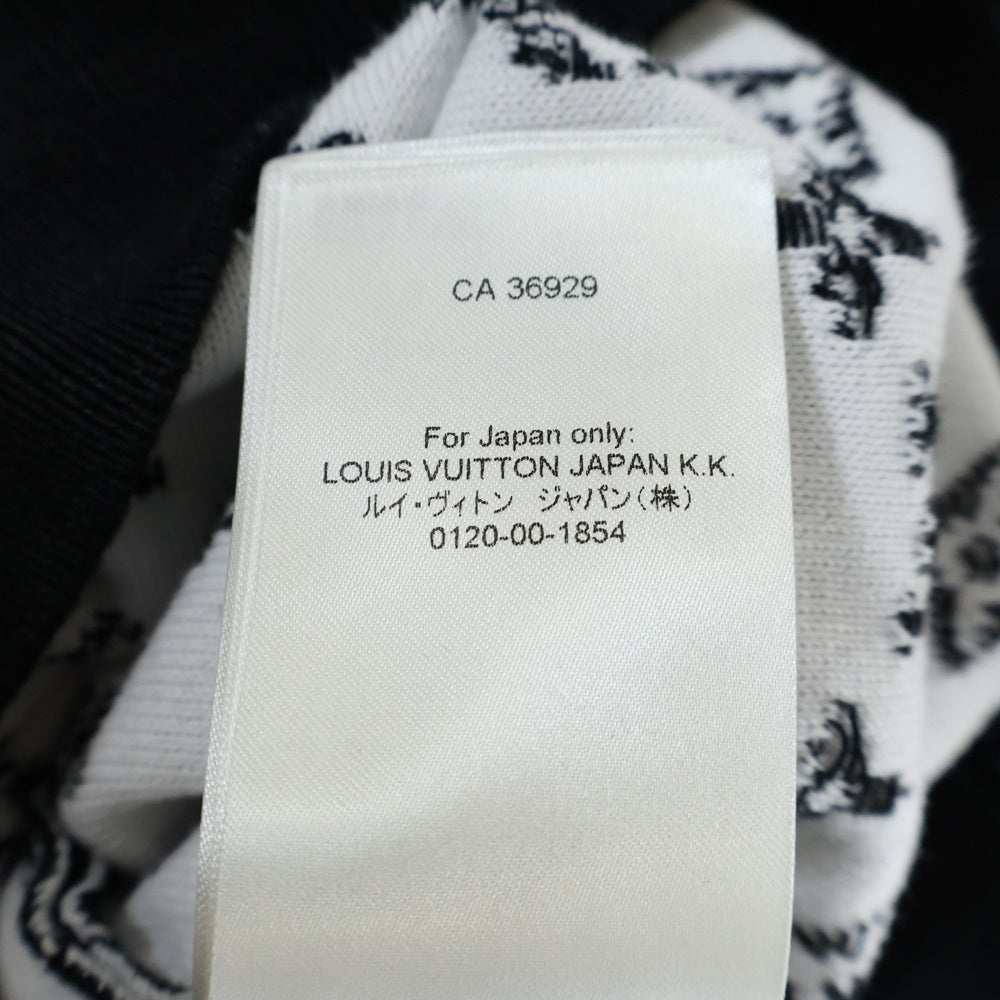 CA 36929
For Japan only:
LOUIS VUITTON JAPAN K.K.
ルイ・ヴィトン　ジャパン(株)
0120-00-1854